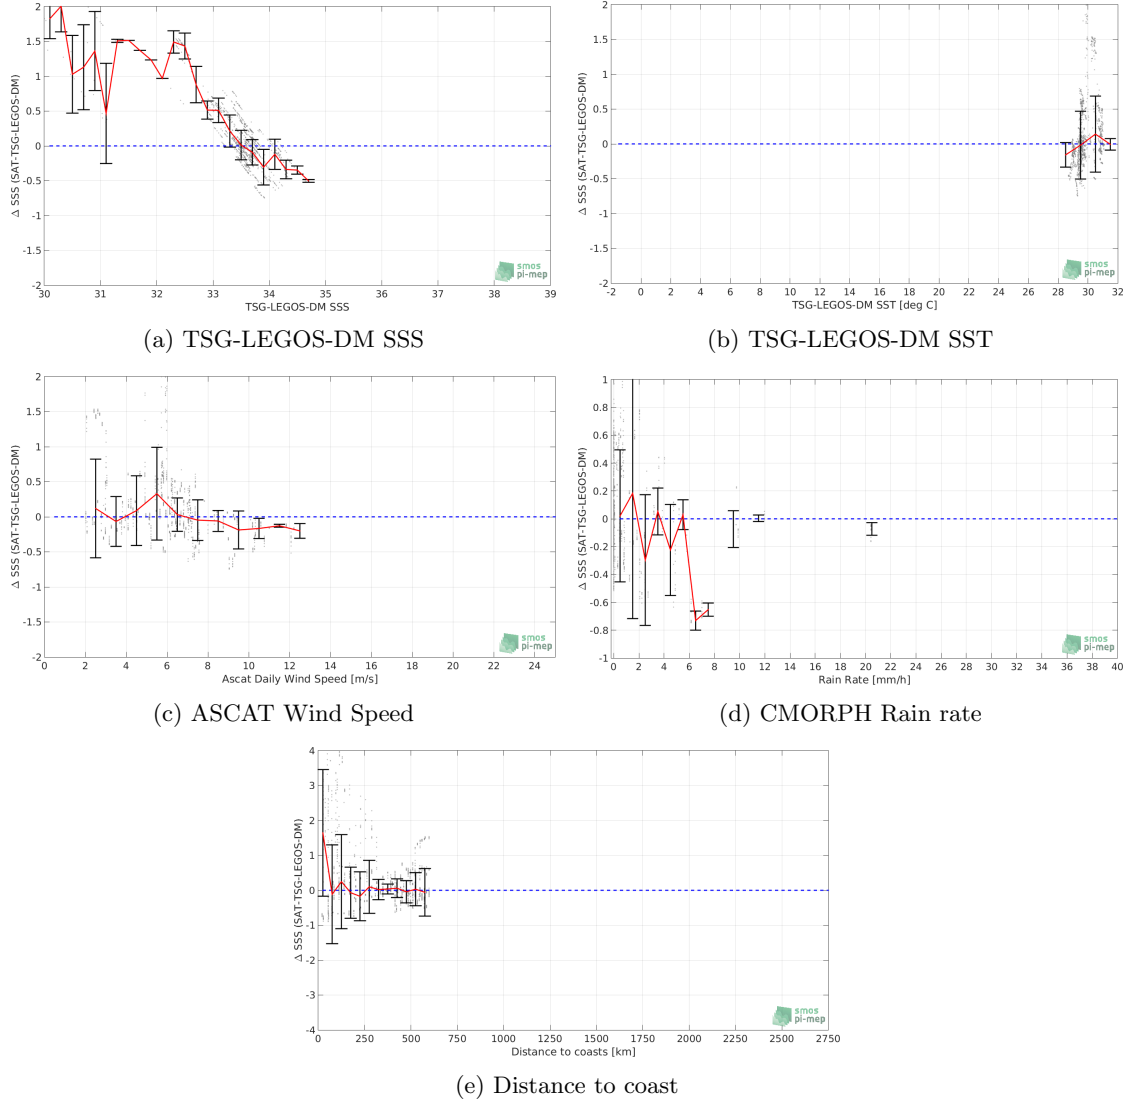 2
1.5
1
0.5
0
-0.5
-1
-1.5
-2
Δ SSS (SAT-TSG-LEGOS-DM)
30 31 32 33 34 35 36 37 38 39
TSG-LEGOS-DM SSS
smos
pi-mep
(a) TSG-LEGOS-DM SSS
2
1.5
1
0.5
0
-0.5
-1
-1.5
-2
Δ SSS (SAT-TSG-LEGOS-DM)
-2 0 2 4 6 8 10 12 14 16 18 20 22 24 26 28 30 32
TSG-LEGOS-DM SST [deg C]
smos
pi-mep
(b) TSG-LEGOS-DM SST
2
1.5
1
0.5
0
-0.5
-1
-1.5
-2
Δ SSS (SAT-TSG-LEGOS-DM)
0 2 4 6 8 10 12 14 16 18 20 22 24
Ascat Daily Wind Speed [m/s]
smos
pi-mep
(c) ASCAT Wind Speed
1
0.8
0.6
0.4
0.2
0
-0.2
-0.4
-0.6
-0.8
-1
Δ SSS (SAT-TSG-LEGOS-DM)
0 2 4 6 8 10 12 14 16 18 20 22 24 26 28 30 32 34 36 38 40
Rain Rate [mm/h]
smos
pi-mep
(d) CMORPH Rain rate
4
3
2
1
0
-1
-2
-3
-4
Δ SSS (SAT-TSG-LEGOS-DM)
0 250 500 750 1000 1250 1500 1750 2000 2250 2500 2750
Distance to coasts [km]
smos
pi-mep
(e) Distance to coast